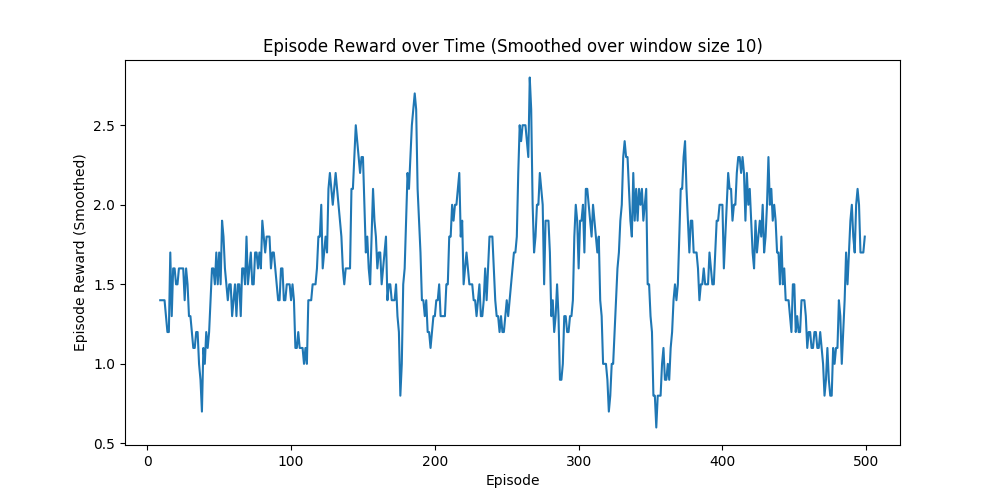 Episode Reward over Time (Smoothed over window size 10)
Episode Reward (Smoothed)
2.5
2.0
1.5
1.0
0.5
0 100 200 300 400 500
Episode